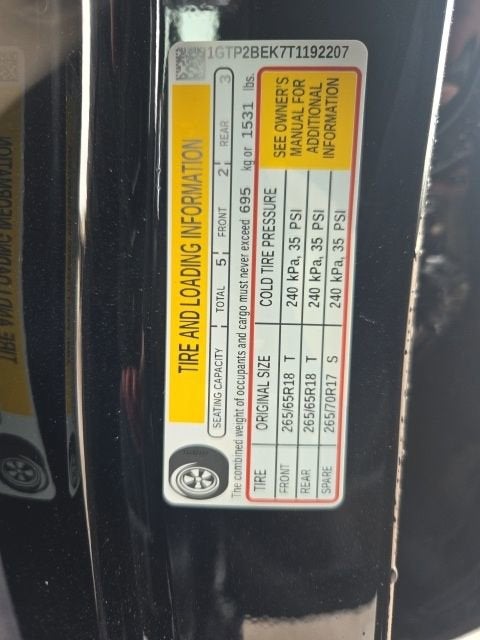 1GTP2BEK7T1192207
TIRE AND LOADING INFORMATION
SEATING CAPACITY TOTAL 5 FRONT 2 REAR 3
The combined weight of occupants and cargo must never exceed 695 kg or 1531 lbs.
TIRE ORIGINAL SIZE COLD TIRE PRESSURE
FRONT 265/65R18 T 240 kPa, 35 PSI
REAR 265/65R18 T 240 kPa, 35 PSI
SPARE 265/70R17 S 240 kPa, 35 PSI
SEE OWNER'S
MANUAL FOR
ADDITIONAL
INFORMATION